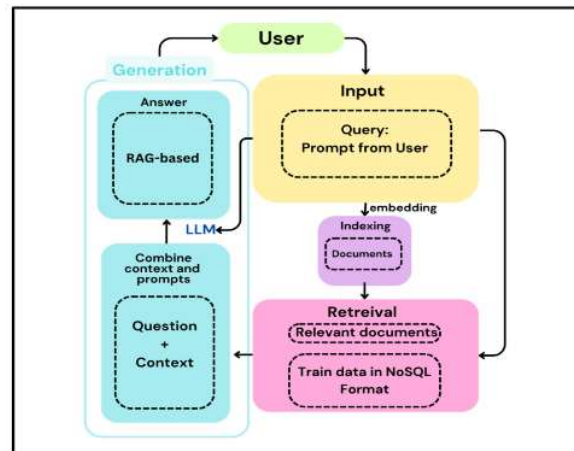 User
Generation
Answer
RAG-based
Input
Query:
Prompt from User
embedding
Indexing
Documents
LLM
Combine
context and
prompts
Question
+
Context
Retreival
Relevant documents
Train data in NoSQL
Format